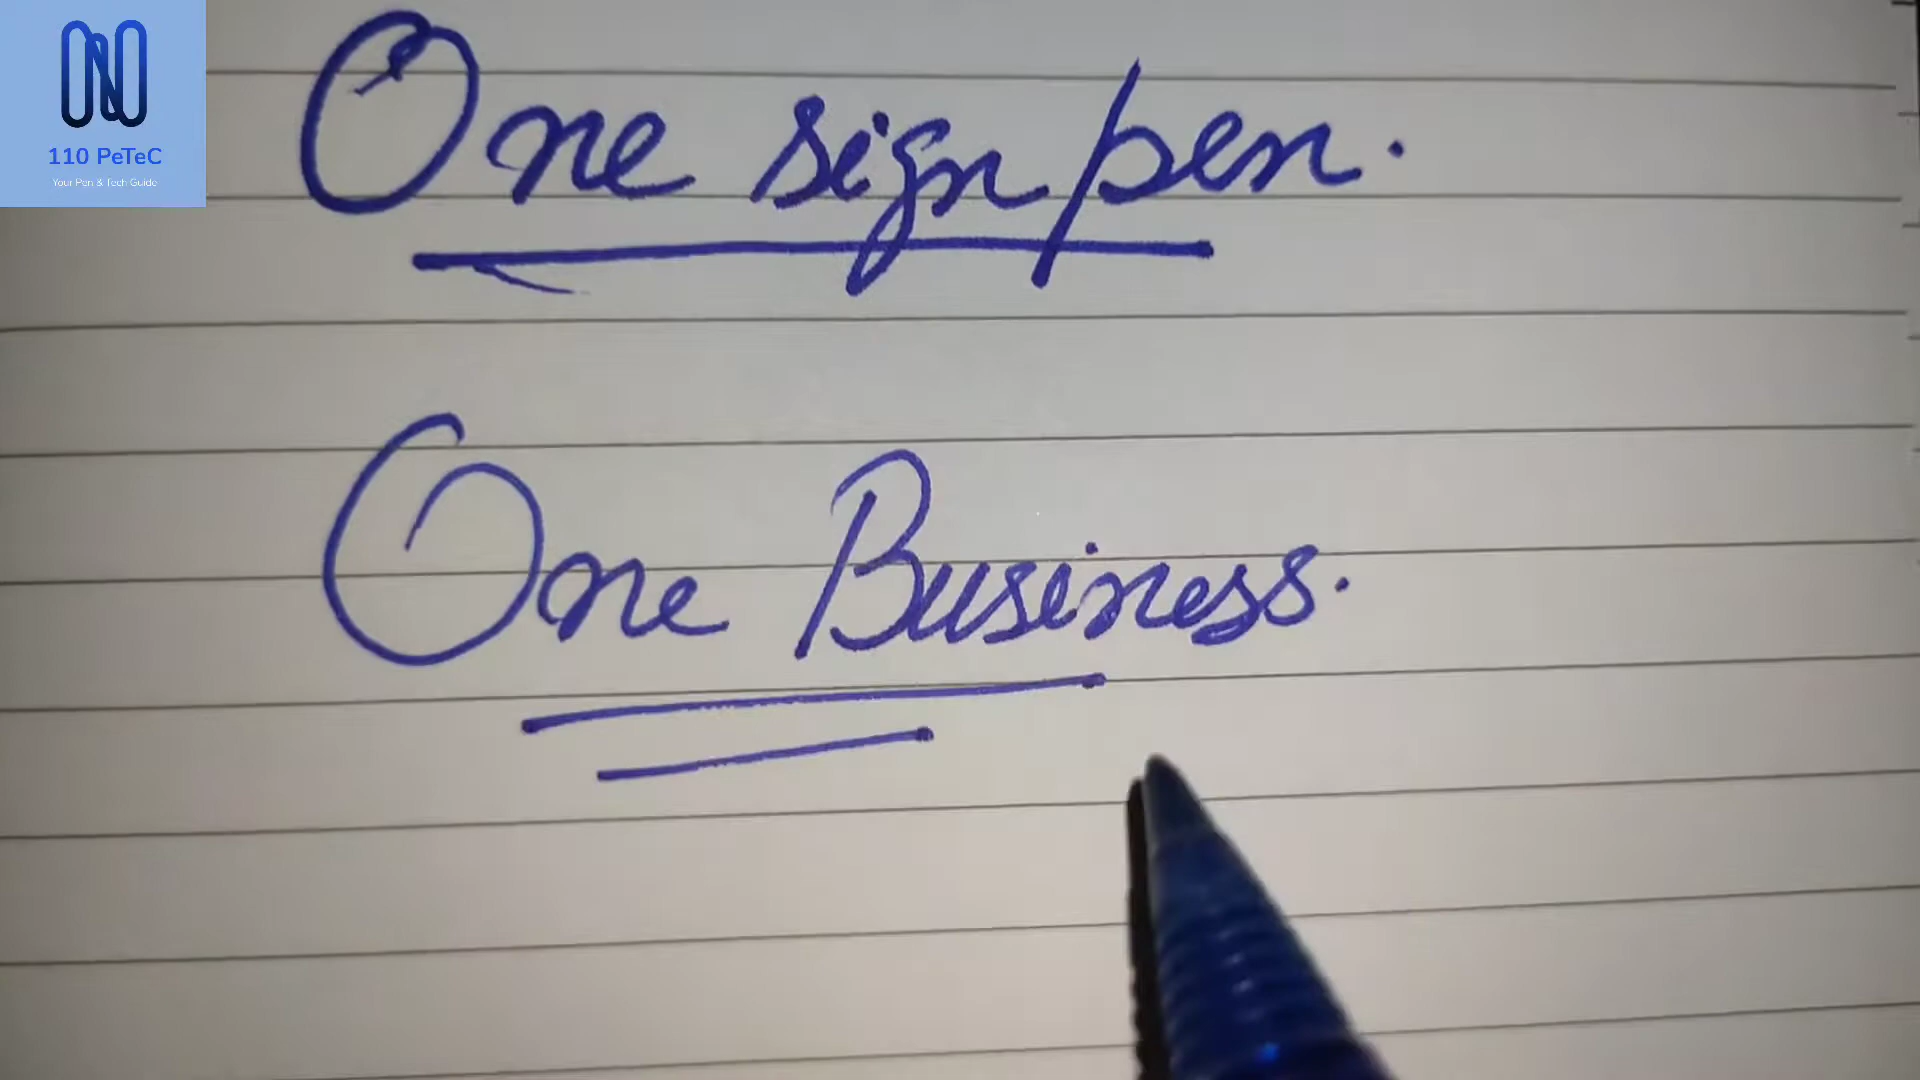 110 PeTeC
Your Pen & Tech Guide
One sign pen.
One Business.